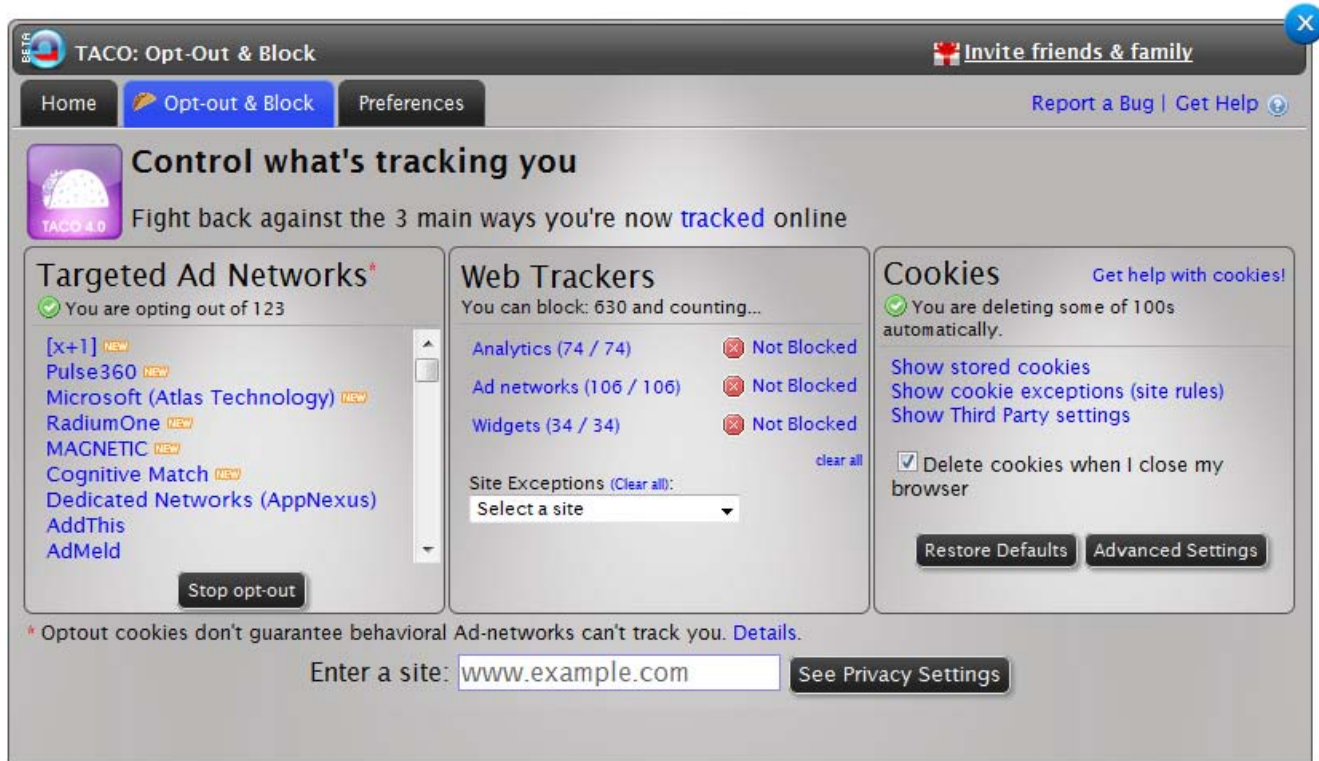 BETA
TACO: Opt-Out & Block
Invite friends & family
X
Home
Opt-out & Block
Preferences
Report a Bug | Get Help ?
TACO 4.0
Control what's tracking you
Fight back against the 3 main ways you're now tracked online
Targeted Ad Networks*
You are opting out of 123
[x+1] NEW
Pulse360 NEW
Microsoft (Atlas Technology) NEW
RadiumOne NEW
MAGNETIC NEW
Cognitive Match NEW
Dedicated Networks (AppNexus)
AddThis
AdMeld
Stop opt-out
Web Trackers
You can block: 630 and counting...
Analytics (74 / 74) Not Blocked
Ad networks (106 / 106) Not Blocked
Widgets (34 / 34) Not Blocked
clear all
Site Exceptions (Clear all):
Select a site
Cookies
Get help with cookies!
You are deleting some of 100s
automatically.
Show stored cookies
Show cookie exceptions (site rules)
Show Third Party settings
Delete cookies when I close my
browser
Restore Defaults
Advanced Settings
* Optout cookies don't guarantee behavioral Ad-networks can't track you. Details.
Enter a site: www.example.com See Privacy Settings